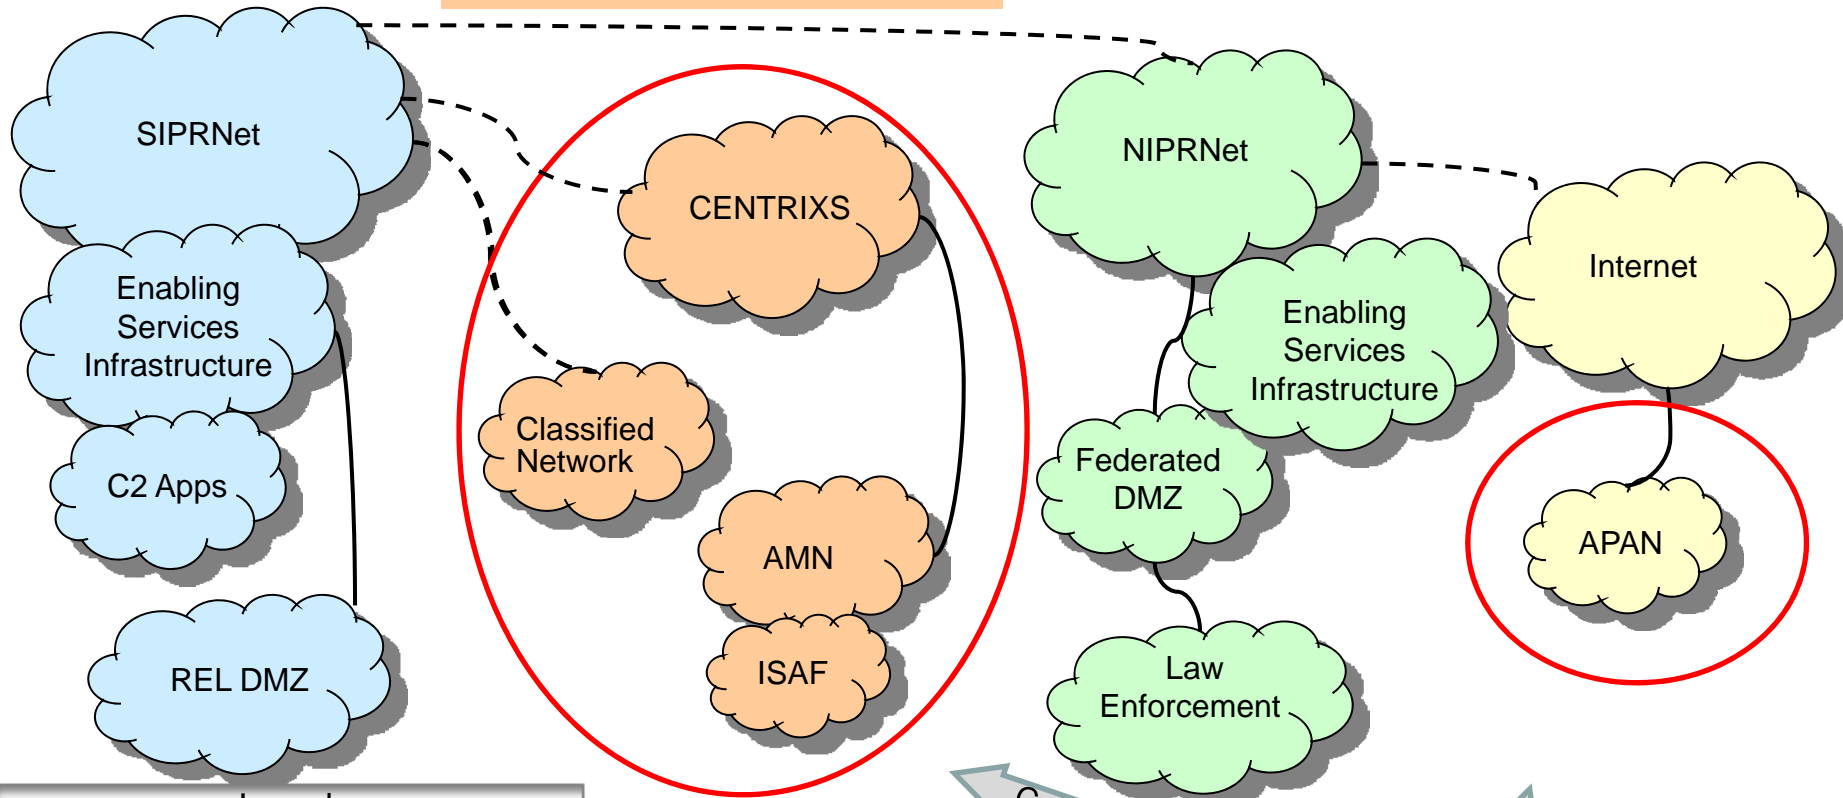 SIPRNet
Enabling
Services
Infrastructure
C2 Apps
REL DMZ
CENTRIXS
Classified
Network
AMN
ISAF
NIPRNet
Enabling
Services
Infrastructure
Federated
DMZ
Law
Enforcement
Internet
APAN